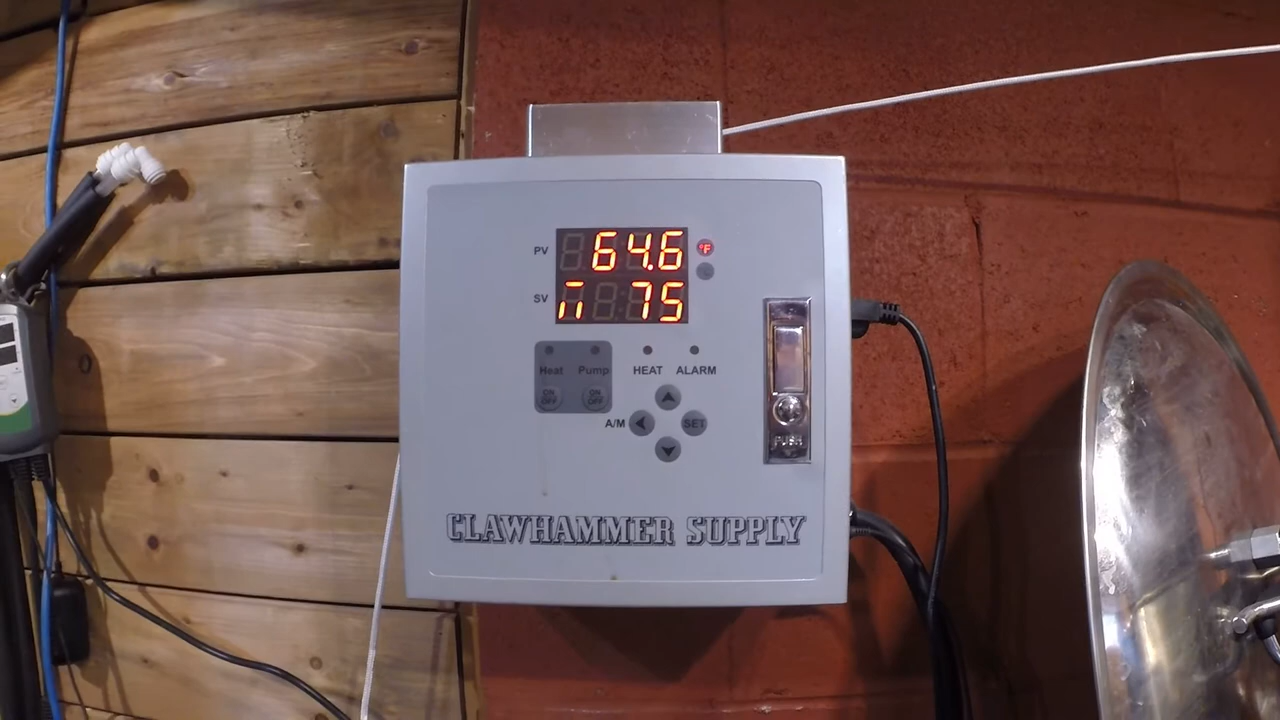 PV 64.6 °F
SV n 75
Heat Pump HEAT ALARM
ON OFF ON OFF
A/M SET
PUSH
CLAWHAMMER SUPPLY